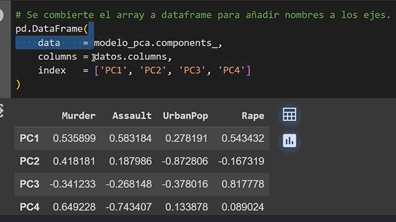 # Se combierte el array a dataframe para añadir nombres a los ejes.
pd.DataFrame(
data = modelo_pca.components_,
columns = datos.columns,
index = ['PC1', 'PC2', 'PC3', 'PC4']
)
Murder Assault UrbanPop Rape
PC1 0.535899 0.583184 0.278191 0.543432
PC2 0.418181 0.187986 -0.872806 -0.167319
PC3 -0.341233 -0.268148 -0.378016 0.817778
PC4 0.649228 -0.743407 0.133878 0.089024